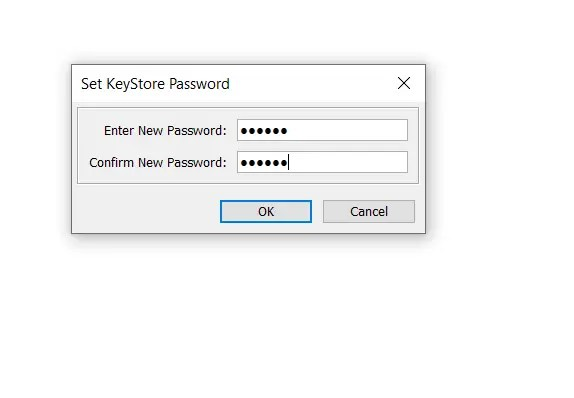 Set KeyStore Password
Enter New Password: ●●●●●●
Confirm New Password: ●●●●●●
OK Cancel